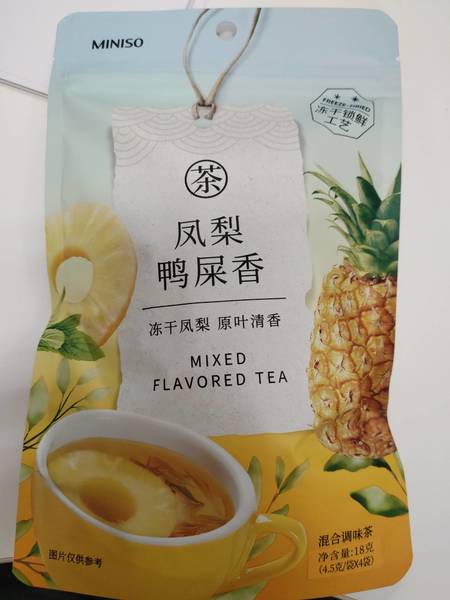 MINISO
FREEZE-DRIED
冻干锁鲜
工艺
茶
凤梨
鸭屎香
冻干凤梨 原叶清香
MIXED
FLAVORED TEA
图片仅供参考
混合调味茶
净含量:18克
(4.5克/袋X4袋)